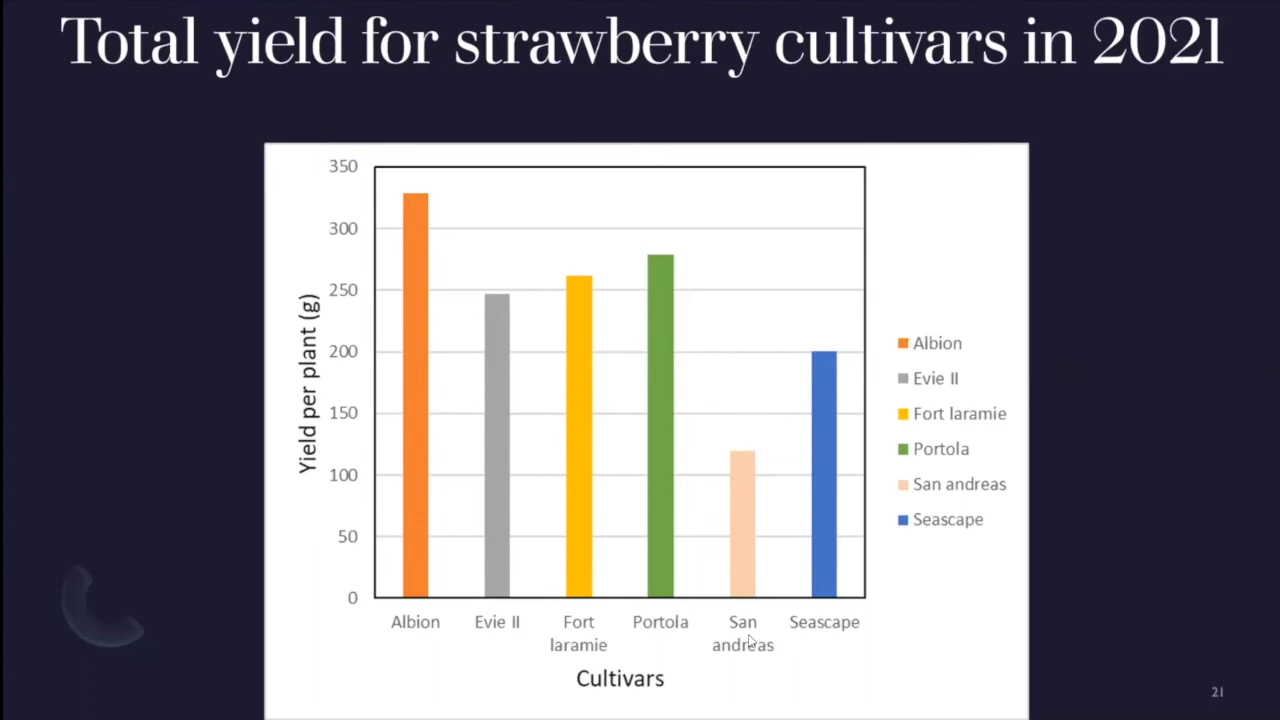 Total yield for strawberry cultivars in 2021
350
300
250
200
150
100
50
0
Yield per plant (g)
Albion
Evie II
Fort laramie
Portola
San andreas
Seascape
Albion
Evie II
Fort
laramie
Portola
San
andreas
Seascape
Cultivars
21